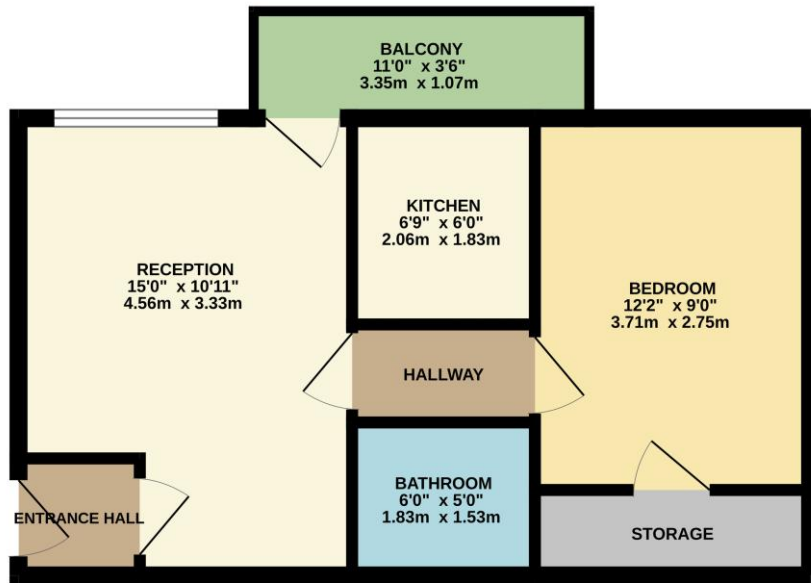 BALCONY
11'0" x 3'6"
3.35m x 1.07m
KITCHEN
6'9" x 6'0"
2.06m x 1.83m
RECEPTION
15'0" x 10'11"
4.56m x 3.33m
BEDROOM
12'2" x 9'0"
3.71m x 2.75m
HALLWAY
BATHROOM
6'0" x 5'0"
1.83m x 1.53m
ENTRANCE HALL
STORAGE